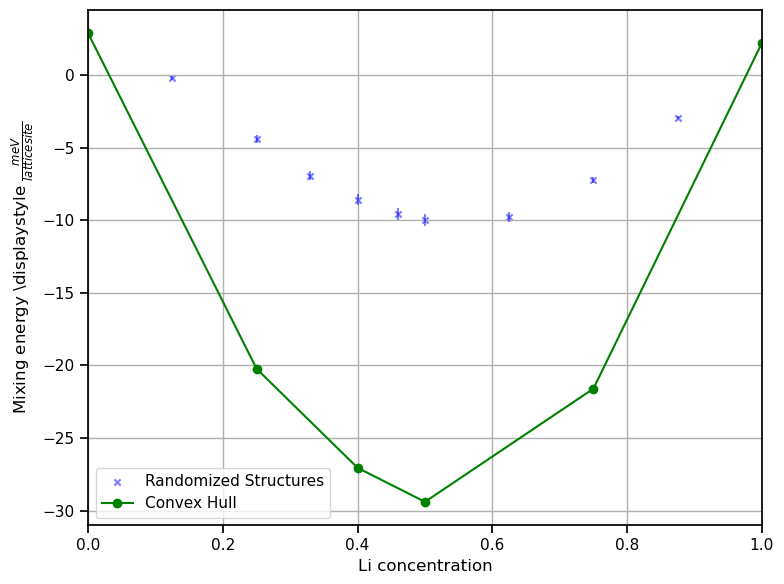 0
−5
−10
−15
−20
−25
−30
Mixing energy \displaystyle meV/latticesite
Randomized Structures
Convex Hull
0.0 0.2 0.4 0.6 0.8 1.0
Li concentration